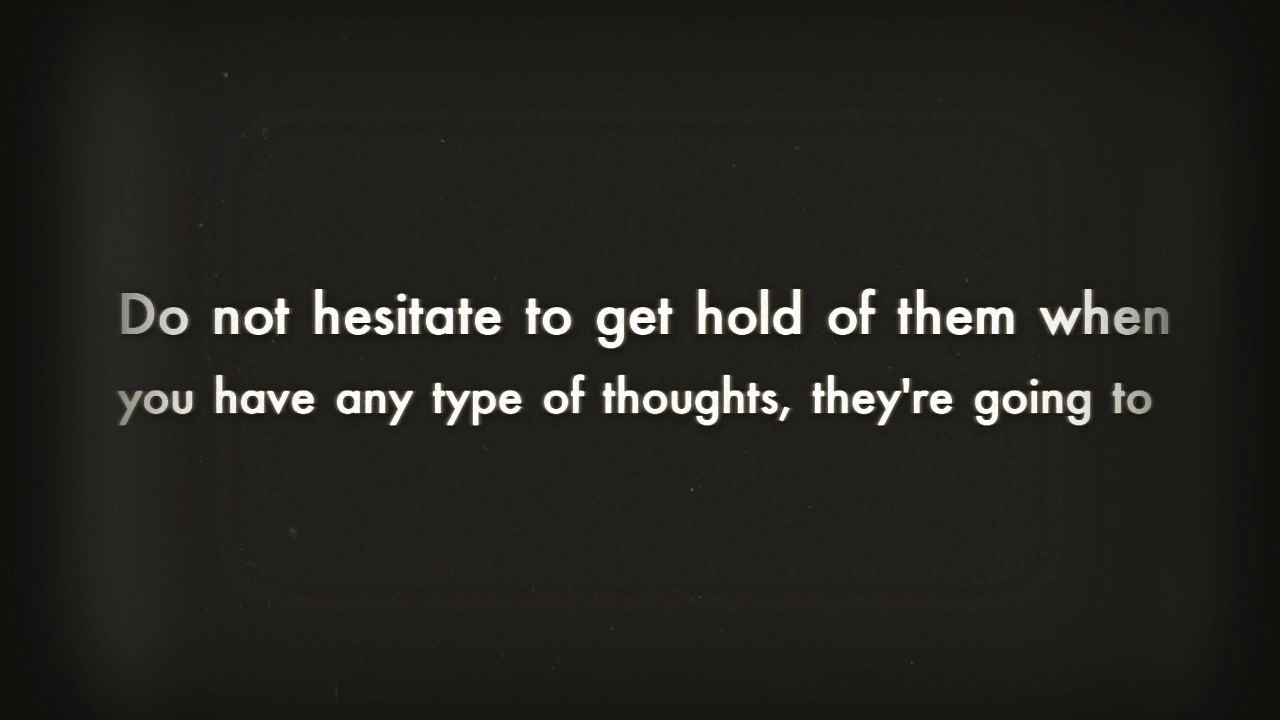 Do not hesitate to get hold of them when
you have any type of thoughts, they're going to